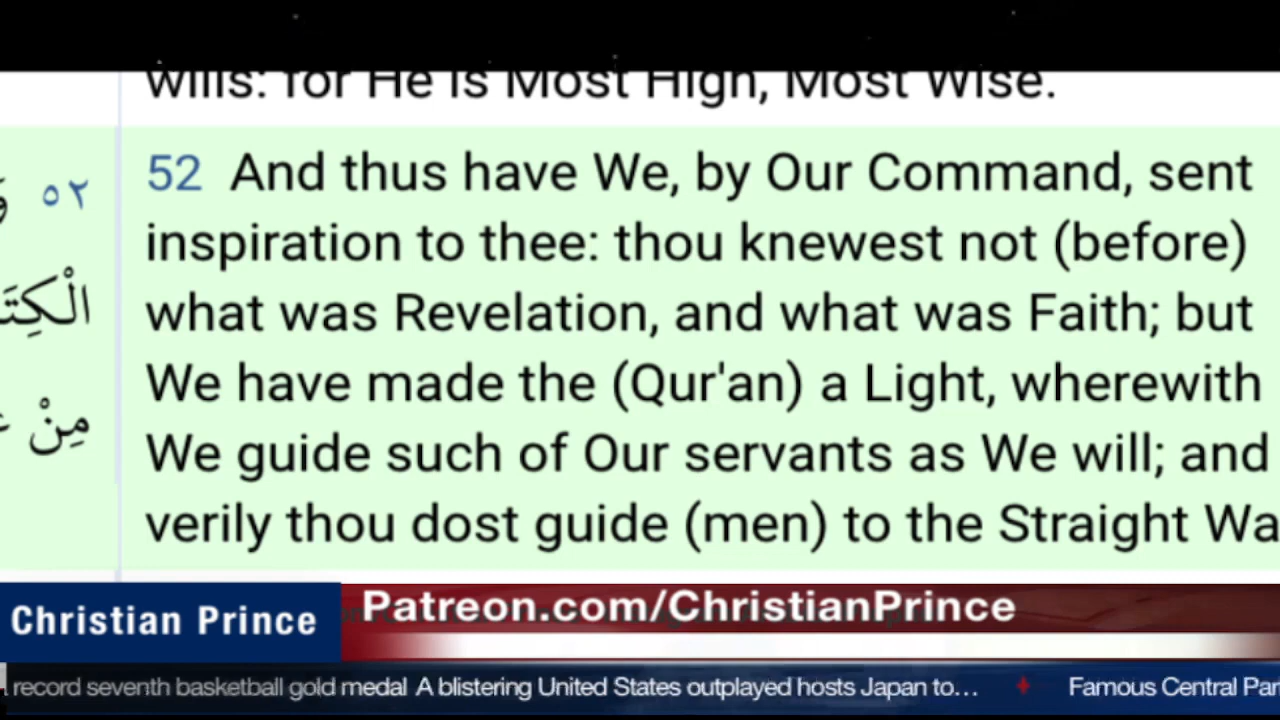 wills: for He is Most High, Most Wise.
52 And thus have We, by Our Command, sent
inspiration to thee: thou knewest not (before)
what was Revelation, and what was Faith; but
We have made the (Qur'an) a Light, wherewith
We guide such of Our servants as We will; and
verily thou dost guide (men) to the Straight Wa
٥٢
مِنْ
Christian Prince
Patreon.com/ChristianPrince
record seventh basketball gold medal A blistering United States outplayed hosts Japan to... Famous Central Par